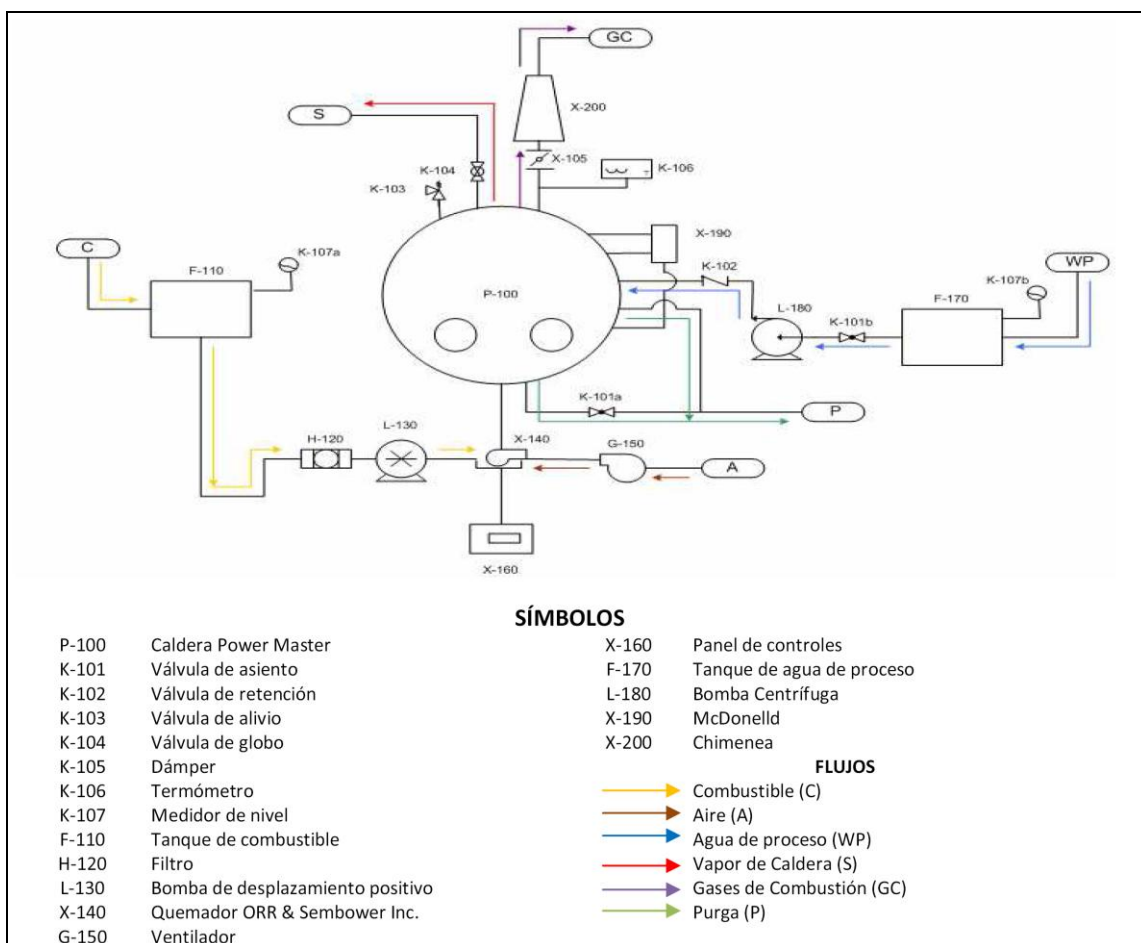 GC
X-200
S
X-105
K-104
K-106
K-103
C
K-107a
X-190
F-110
K-102
WP
K-107b
P-100
L-180
K-101b
F-170
K-101a
P
L-130
H-120
X-140
G-150
A
X-160
SÍMBOLOS
P-100 Caldera Power Master
K-101 Válvula de asiento
K-102 Válvula de retención
K-103 Válvula de alivio
K-104 Válvula de globo
K-105 Dámper
K-106 Termómetro
K-107 Medidor de nivel
F-110 Tanque de combustible
H-120 Filtro
L-130 Bomba de desplazamiento positivo
X-140 Quemador ORR & Sembower Inc.
G-150 Ventilador
X-160 Panel de controles
F-170 Tanque de agua de proceso
L-180 Bomba Centrífuga
X-190 McDonelld
X-200 Chimenea
FLUJOS
Combustible (C)
Aire (A)
Agua de proceso (WP)
Vapor de Caldera (S)
Gases de Combustión (GC)
Purga (P)